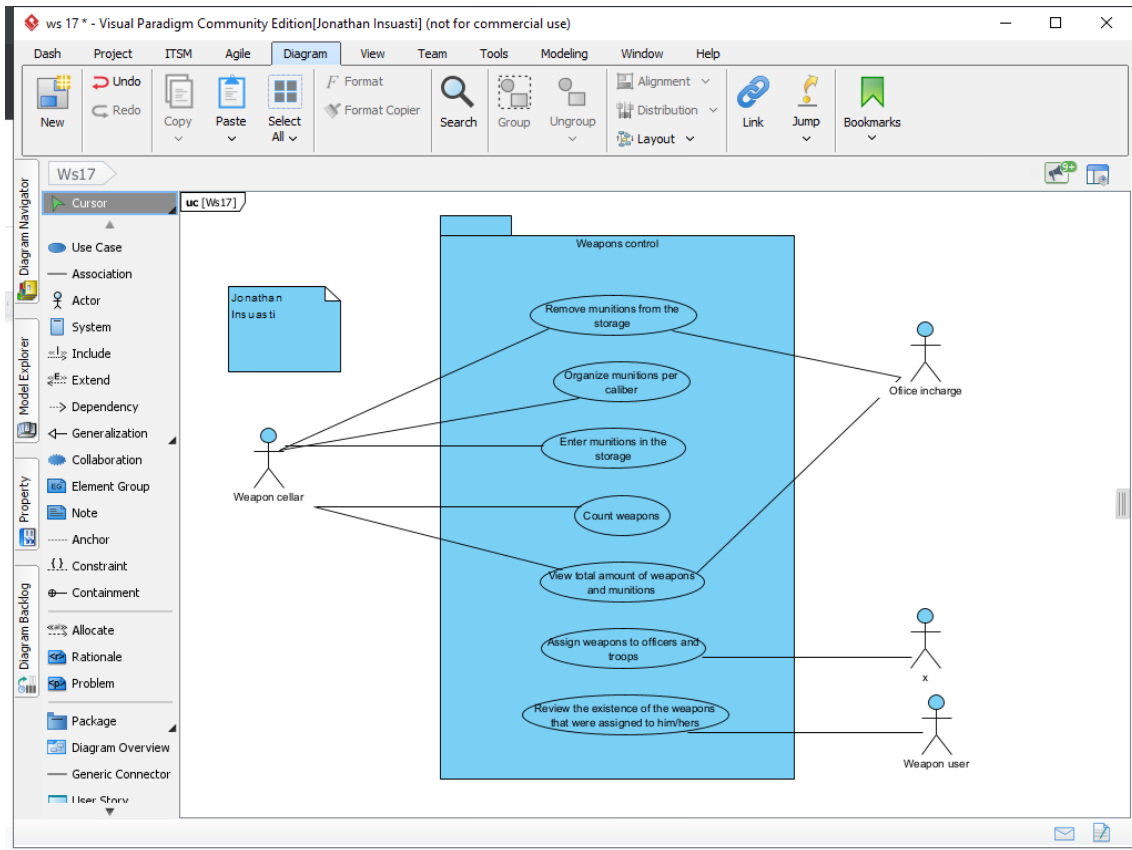 ws 17 * - Visual Paradigm Community Edition[Jonathan Insuasti] (not for commercial use)
Dash Project ITSM Agile Diagram View Team Tools Modeling Window Help
New
Undo
Redo
Copy
Paste
Select
All
Format
Format Copier
Search
Group
Ungroup
Alignment
Distribution
Layout
Link
Jump
Bookmarks
Ws17
9+
Diagram Navigator
Model Explorer
Property
Diagram Backlog
Cursor
Use Case
Association
Actor
System
Include
Extend
Dependency
Generalization
Collaboration
Element Group
Note
Anchor
Constraint
Containment
Allocate
Rationale
Problem
Package
Diagram Overview
Generic Connector
User Story
uc [Ws17]
Jonathan
Insuasti
Weapons control
Remove munitions from the
storage
Organize munitions per
caliber
Enter munitions in the
storage
Count weapons
View total amount of weapons
and munitions
Assign weapons to officers and
troops
Review the existence of the weapons
that were assigned to him/hers
Weapon cellar
Ofiice incharge
x
Weapon user